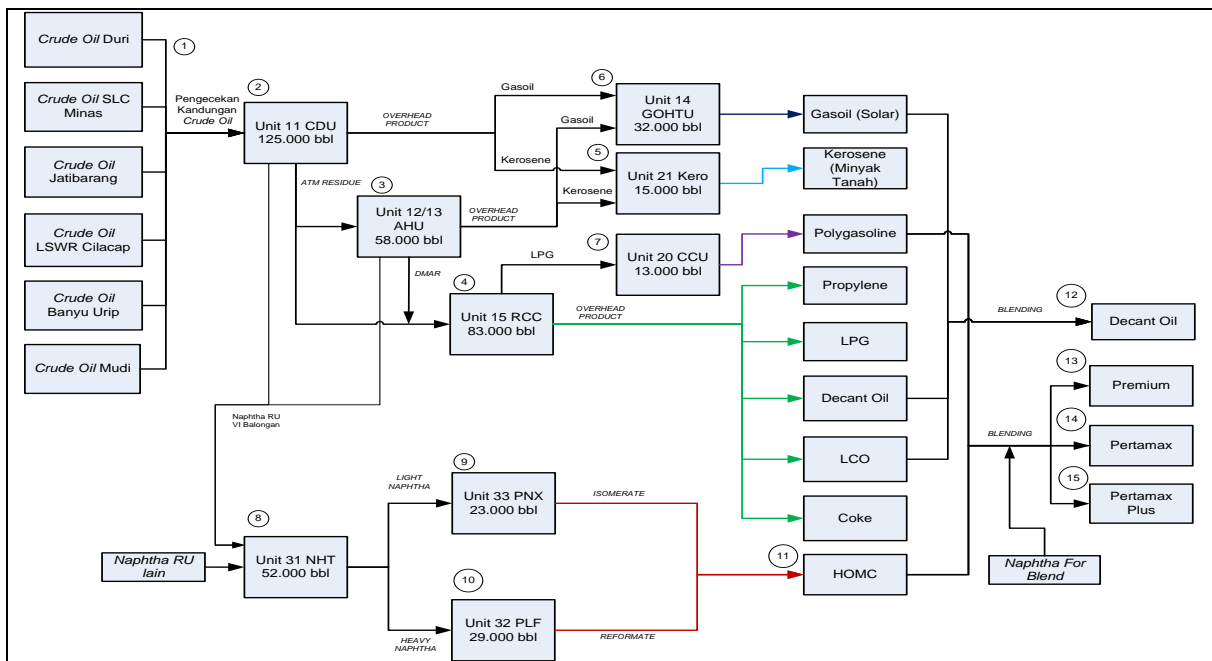 Crude Oil Duri
1
Crude Oil SLC
Minas
Crude Oil
Jatibarang
Crude Oil
LSWR Cilacap
Crude Oil
Banyu Urip
Crude Oil Mudi
Pengecekan
Kandungan
Crude Oil
2
Unit 11 CDU
125.000 bbl
OVERHEAD
PRODUCT
ATM RESIDUE
3
Unit 12/13
AHU
58.000 bbl
OVERHEAD
PRODUCT
DMAR
4
Unit 15 RCC
83.000 bbl
Gasoil
Gasoil
Kerosene
Kerosene
6
Unit 14
GOHTU
32.000 bbl
5
Unit 21 Kero
15.000 bbl
LPG
7
Unit 20 CCU
13.000 bbl
OVERHEAD
PRODUCT
Gasoil (Solar)
Kerosene
(Minyak
Tanah)
Polygasoline
Propylene
LPG
Decant Oil
LCO
Coke
11
HOMC
BLENDING
12
Decant Oil
13
Premium
BLENDING
14
Pertamax
15
Pertamax
Plus
Naphtha For
Blend
Naphtha RU
VI Balongan
8
Naphtha RU
lain
Unit 31 NHT
52.000 bbl
LIGHT
NAPHTHA
9
Unit 33 PNX
23.000 bbl
ISOMERATE
10
Unit 32 PLF
29.000 bbl
HEAVY
NAPHTHA
REFORMATE